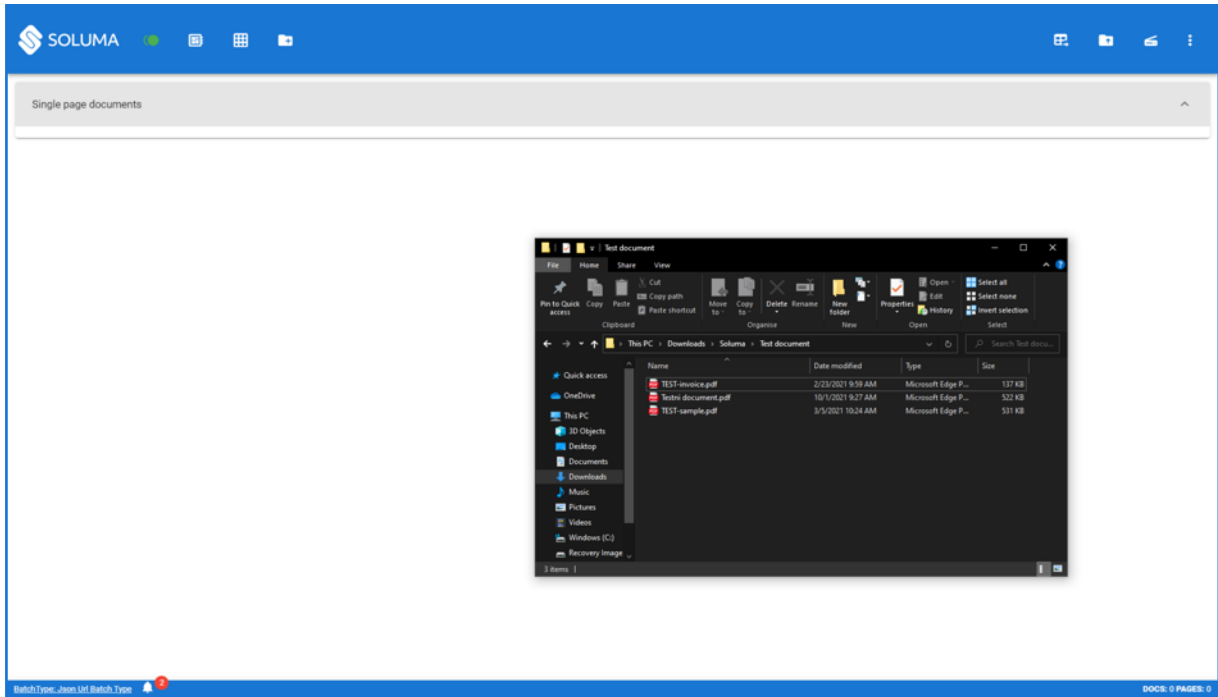 SOLUMA
Single page documents
Test document
File Home Share View
Pin to Quick access
Copy
Paste
Cut
Copy path
Paste shortcut
Move to
Copy to
Delete
Rename
New folder
Properties
Open
Edit
History
Select all
Select none
Invert selection
Clipboard Organise New Open Select
This PC > Downloads > Soluma > Test document
Search Test docu...
Name Date modified Type Size
TEST-invoice.pdf 2/23/2021 9:59 AM Microsoft Edge P... 137 KB
Testni document.pdf 10/1/2021 9:27 AM Microsoft Edge P... 522 KB
TEST-sample.pdf 3/5/2021 10:24 AM Microsoft Edge P... 531 KB
Quick access
OneDrive
This PC
3D Objects
Desktop
Documents
Downloads
Music
Pictures
Videos
Windows (C:)
Recovery Image
3 items
BatchType: Json Url Batch Type 2 DOCS: 0 PAGES: 0